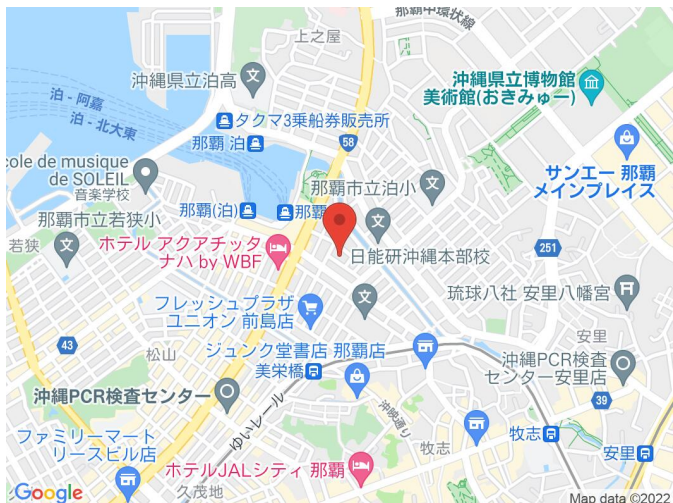 那覇中環状線
上之屋
沖縄県立泊高
沖縄県立博物館
美術館(おきみゅー)
泊 - 阿嘉
泊 - 北大東
タクマ3乗船券販売所
那覇 泊
58
cole de musique
de SOLEIL
音楽学校
那覇市立泊小
サンエー 那覇
メインプレイス
那覇(泊)
那覇
那覇市立若狭小
若狭
ホテル アクアチッタ
ナハ by WBF
日能研沖縄本部校
251
琉球八社 安里八幡宮
フレッシュプラザ
ユニオン 前島店
43
松山
ジュンク堂書店 那覇店
美栄橋
安里
沖縄PCR検査
センター安里店
沖縄PCR検査センター
ゆいレール
沖映通り
39
牧志
安里
ファミリーマート
リースビル店
ホテルJALシティ 那覇
久茂地
牧志
Google
Map data ©2022